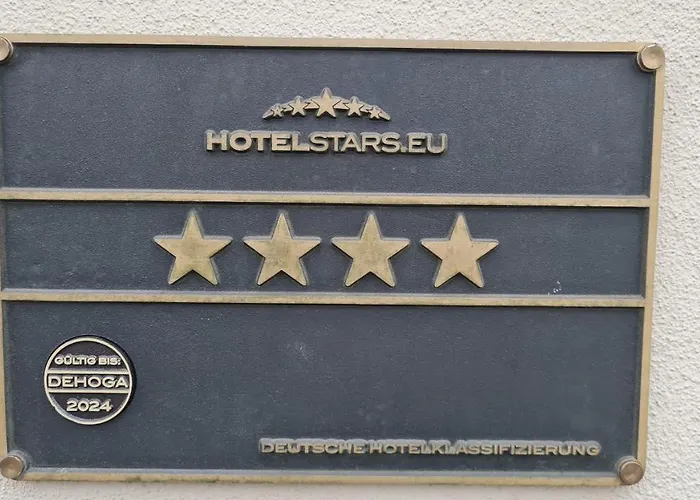 HOTELSTARS.EU
GÜLTIG BIS:
DEHOGA
2024
DEUTSCHE HOTELKLASSIFIZIERUNG